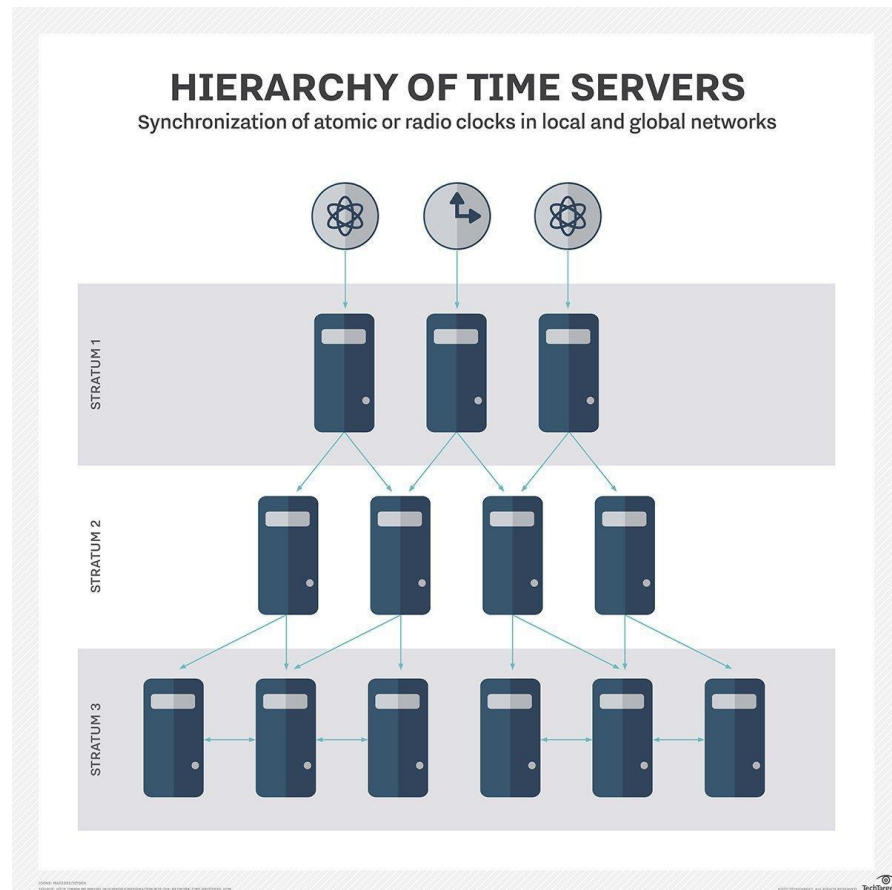 HIERARCHY OF TIME SERVERS
Synchronization of atomic or radio clocks in local and global networks
STRATUM 1
STRATUM 2
STRATUM 3
TechTarget